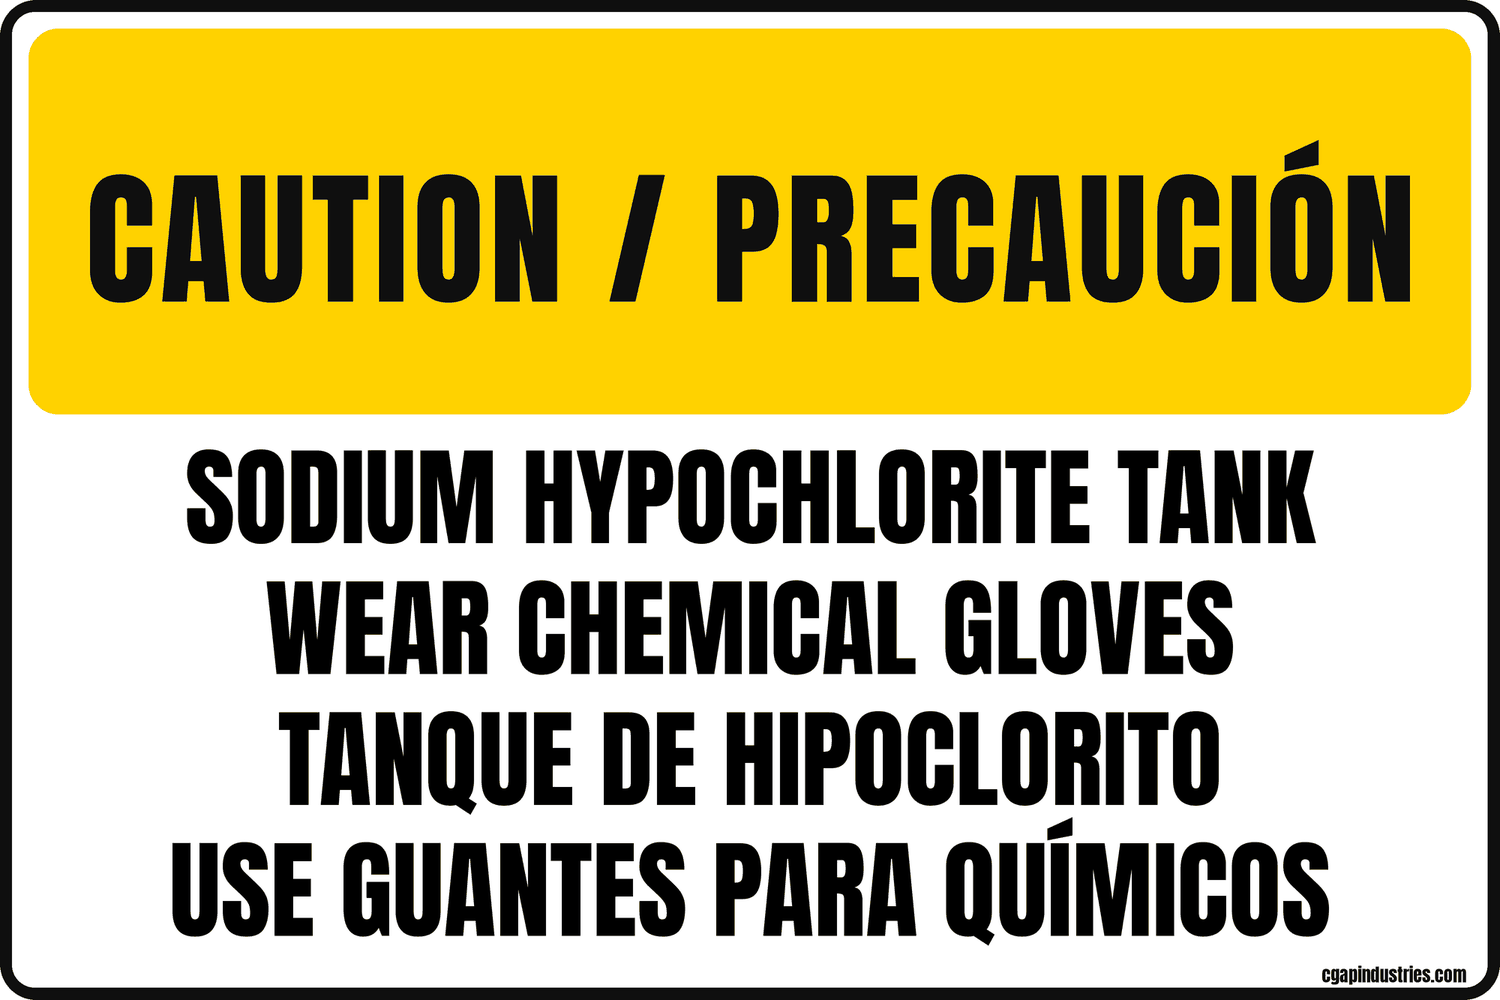 CAUTION / PRECAUCIÓN
SODIUM HYPOCHLORITE TANK
WEAR CHEMICAL GLOVES
TANQUE DE HIPOCLORITO
USE GUANTES PARA QUÍMICOS
cgapindustries.com